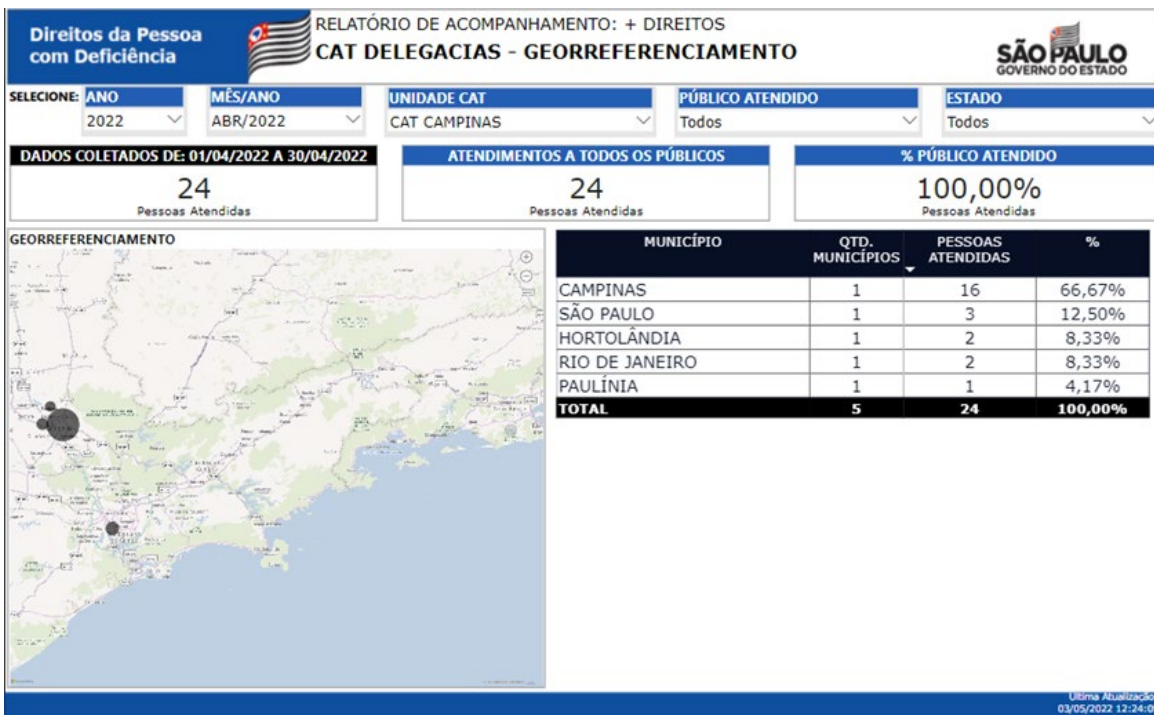 Direitos da Pessoa
com Deficiência
RELATÓRIO DE ACOMPANHAMENTO: + DIREITOS
CAT DELEGACIAS - GEORREFERENCIAMENTO
SÃO PAULO
GOVERNO DO ESTADO
SELECIONE: ANO MÊS/ANO UNIDADE CAT PÚBLICO ATENDIDO ESTADO
2022 ABR/2022 CAT CAMPINAS Todos Todos
DADOS COLETADOS DE: 01/04/2022 A 30/04/2022
24
Pessoas Atendidas
ATENDIMENTOS A TODOS OS PÚBLICOS
24
Pessoas Atendidas
% PÚBLICO ATENDIDO
100,00%
Pessoas Atendidas
GEORREFERENCIAMENTO
MUNICÍPIO QTD. MUNICÍPIOS PESSOAS ATENDIDAS %
CAMPINAS 1 16 66,67%
SÃO PAULO 1 3 12,50%
HORTOLÂNDIA 1 2 8,33%
RIO DE JANEIRO 1 2 8,33%
PAULÍNIA 1 1 4,17%
TOTAL 5 24 100,00%
Última Atualização
03/05/2022 12:24:0